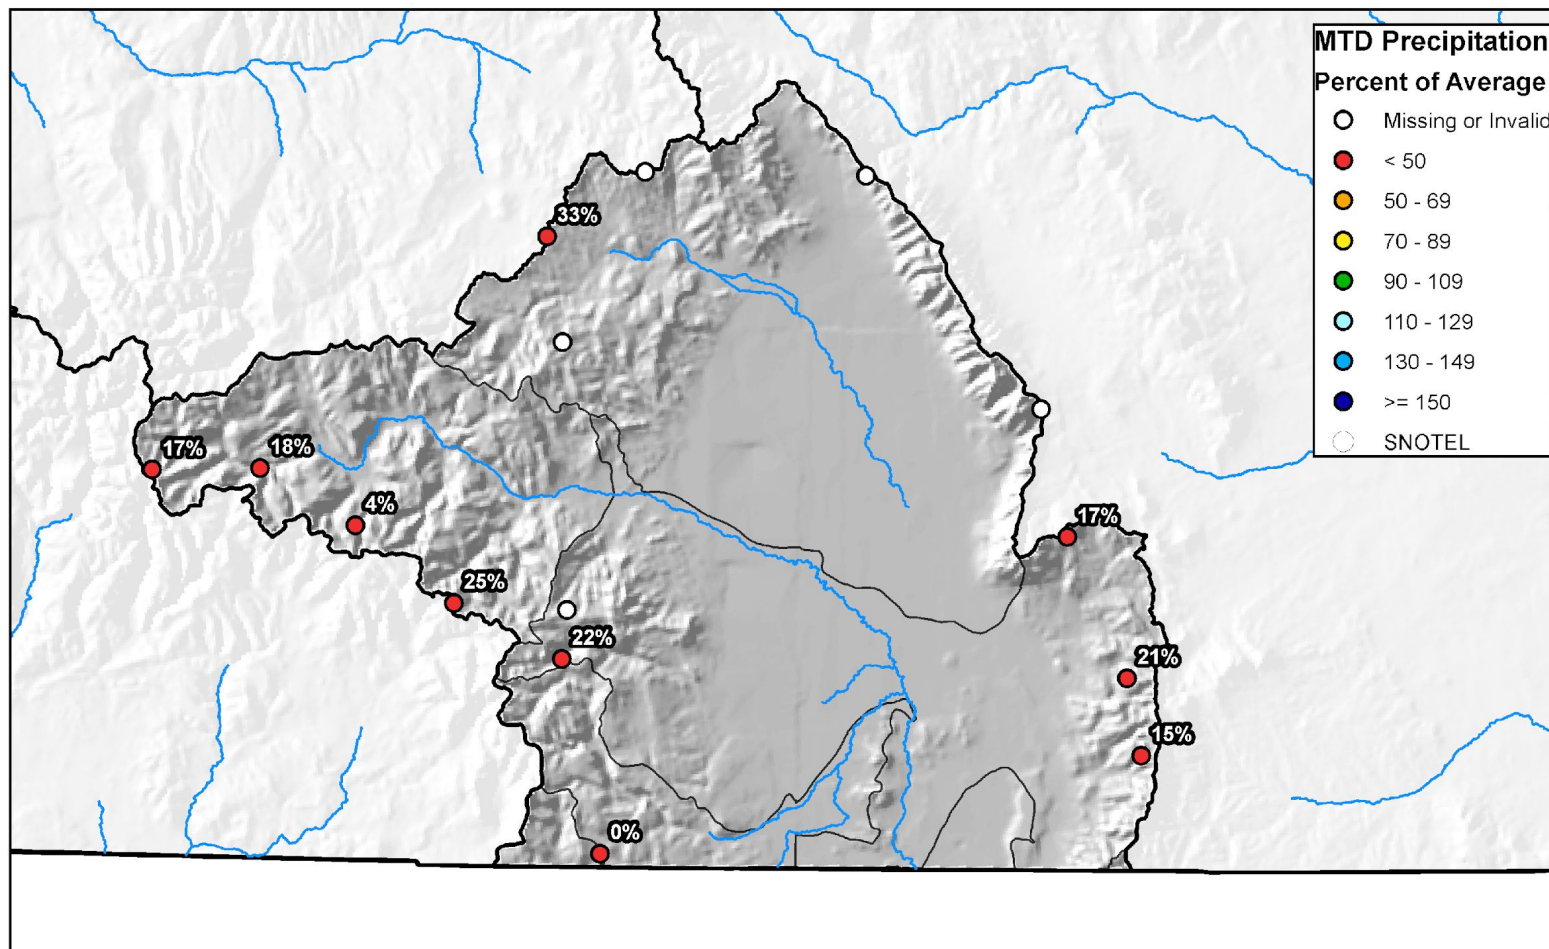 MTD Precipitation
Percent of Average
Missing or Invalid
< 50
50 - 69
70 - 89
90 - 109
110 - 129
130 - 149
>= 150
SNOTEL
33%
17%
18%
4%
25%
22%
17%
21%
15%
0%